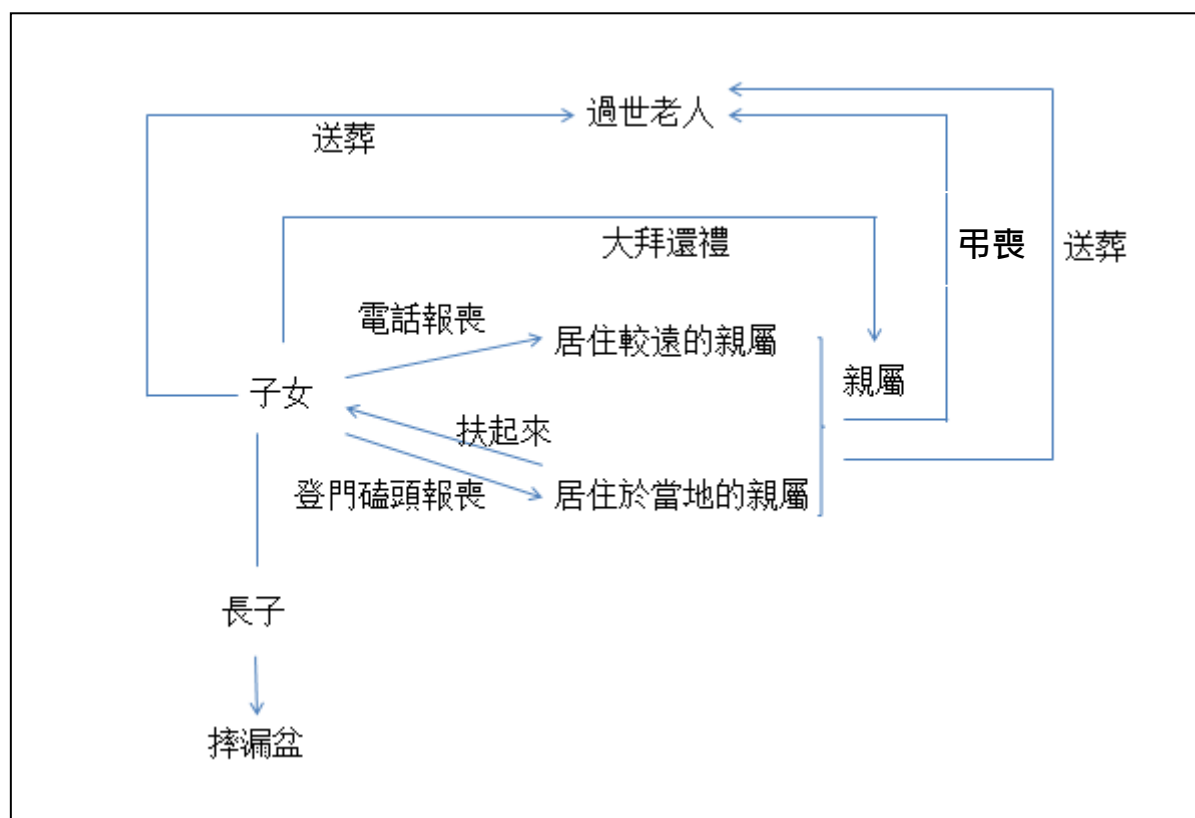 過世老人
送葬
大拜還禮
弔喪
送葬
電話報喪
居住較遠的親屬
子女
親屬
扶起來
登門磕頭報喪
居住於當地的親屬
長子
摔漏盆